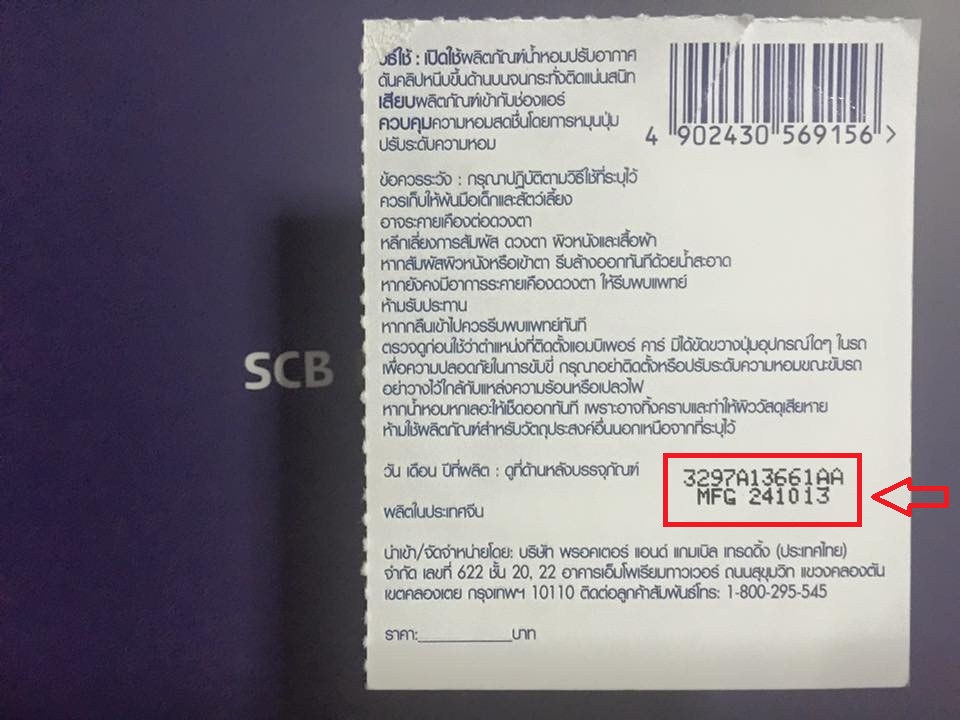 วิธีใช้ : เปิดใช้ผลิตภัณฑ์น้ำหอมปรับอากาศ
ดันคลิปหนีบขึ้นด้านบนจนกระทั่งติดแน่นสนิท
เสียบผลิตภัณฑ์เข้ากับช่องแอร์
ควบคุมความหอมสดชื่นโดยการหมุนปุ่ม
ปรับระดับความหอม
4 902430 569156 >
ข้อควรระวัง : กรุณาปฏิบัติตามวิธีใช้ที่ระบุไว้
ควรเก็บให้พ้นมือเด็กและสัตว์เลี้ยง
อาจระคายเคืองต่อดวงตา
หลีกเลี่ยงการสัมผัส ดวงตา ผิวหนังและเสื้อผ้า
หากสัมผัสผิวหนังหรือเข้าตา รีบล้างออกทันทีด้วยน้ำสะอาด
หากยังคงมีอาการระคายเคืองดวงตา ให้รีบพบแพทย์
ห้ามรับประทาน
หากกลืนเข้าไปควรรีบพบแพทย์ทันที
ตรวจดูก่อนใช้ว่าตำแหน่งที่ติดตั้งแอมบิเพอร์ คาร์ มิได้ขัดขวางปุ่มอุปกรณ์ใดๆ ในรถ
เพื่อความปลอดภัยในการขับขี่ กรุณาอย่าติดตั้งหรือปรับระดับความหอมขณะขับรถ
อย่าวางไว้ใกล้กับแหล่งความร้อนหรือเปลวไฟ
หากน้ำหอมหกเลอะให้เช็ดออกทันที เพราะอาจทิ้งคราบและทำให้ผิววัสดุเสียหาย
ห้ามใช้ผลิตภัณฑ์สำหรับวัตถุประสงค์อื่นนอกเหนือจากที่ระบุไว้
SCB
วัน เดือน ปีที่ผลิต : ดูที่ด้านหลังบรรจุภัณฑ์
3297A13661AA
MFG 241013
ผลิตในประเทศจีน
นำเข้า/จัดจำหน่ายโดย: บริษัท พรอคเตอร์ แอนด์ แกมเบิล เทรดดิ้ง (ประเทศไทย)
จำกัด เลขที่ 622 ชั้น 20, 22 อาคารเอ็มโพเรียมทาวเวอร์ ถนนสุขุมวิท แขวงคลองตัน
เขตคลองเตย กรุงเทพฯ 10110 ติดต่อลูกค้าสัมพันธ์โทร: 1-800-295-545
ราคา:__________บาท